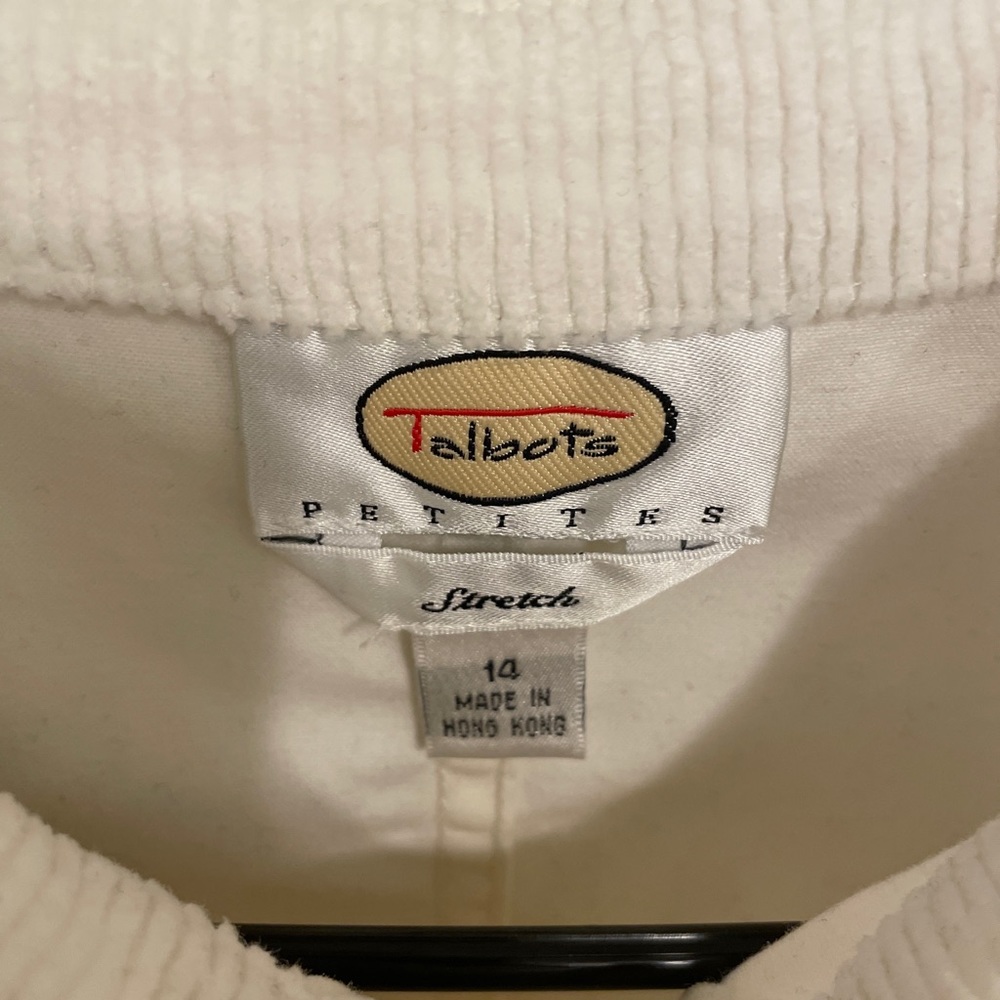 Talbots
PETITES
Stretch
14
MADE IN
HONG KONG